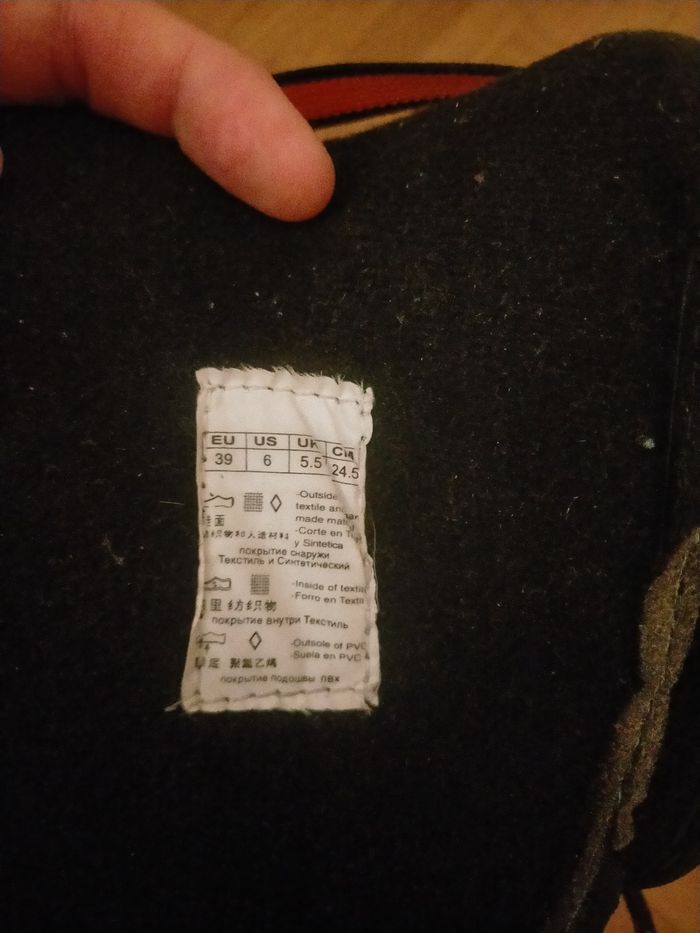 EU US UK CM
39 6 5.5 24.5
-Outside
textile and
made
-Corte en
y Sintetica
покрытие снаружи
Текстиль и Синтетический
-Inside of textil
-Forro en Textil
里 纺织物
покрытие внутри Текстиль
-Outsole of PVC
-Suela en PVC
底 聚氯乙烯
покрытие подошвы пвх